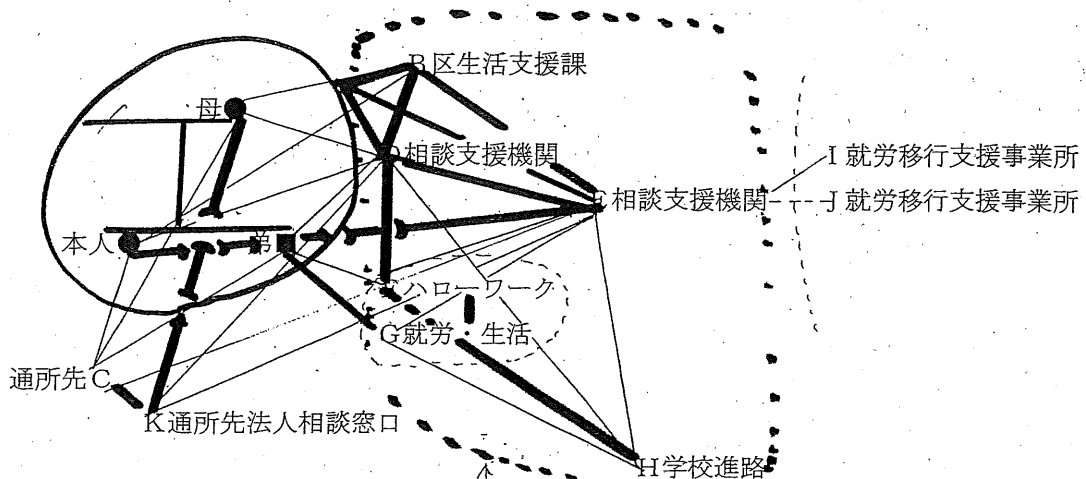 B区生活支援課
母
相談支援機関
I就労移行支援事業所
相談支援機関
J就労移行支援事業所
本人
弟
ハローワーク
G就労・生活
通所先C
K通所先法人相談窓口
H学校進路